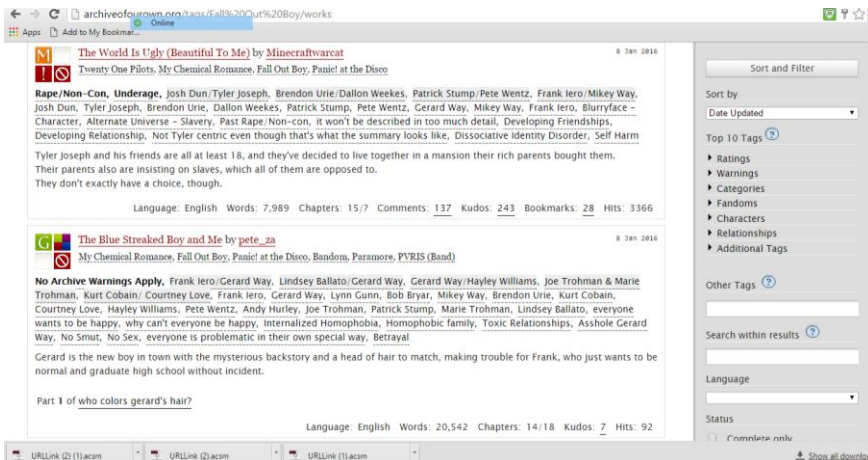 archiveofourown.org/tags/Fall%20Out%20Boy/works
Online
Apps Add to My Bookmar...
The World Is Ugly (Beautiful To Me) by Minecraftwarcat 8 Jan 2016
Twenty One Pilots, My Chemical Romance, Fall Out Boy, Panic! at the Disco
Rape/Non-Con, Underage, Josh Dun/Tyler Joseph, Brendon Urie/Dallon Weekes, Patrick Stump/Pete Wentz, Frank Iero/Mikey Way,
Josh Dun, Tyler Joseph, Brendon Urie, Dallon Weekes, Patrick Stump, Pete Wentz, Gerard Way, Mikey Way, Frank Iero, Blurryface -
Character, Alternate Universe - Slavery, Past Rape/Non-con, it won't be described in too much detail, Developing Friendships,
Developing Relationship, Not Tyler centric even though that's what the summary looks like, Dissociative Identity Disorder, Self Harm
Tyler Joseph and his friends are all at least 18, and they've decided to live together in a mansion their rich parents bought them.
Their parents also are insisting on slaves, which all of them are opposed to.
They don't exactly have a choice, though.
Language: English Words: 7,989 Chapters: 15/? Comments: 137 Kudos: 243 Bookmarks: 28 Hits: 3366
The Blue Streaked Boy and Me by pete_za 8 Jan 2016
My Chemical Romance, Fall Out Boy, Panic! at the Disco, Bandom, Paramore, PVRIS (Band)
No Archive Warnings Apply, Frank Iero/Gerard Way, Lindsey Ballato/Gerard Way, Gerard Way/Hayley Williams, Joe Trohman & Marie
Trohman, Kurt Cobain/ Courtney Love, Frank Iero, Gerard Way, Lynn Gunn, Bob Bryar, Mikey Way, Brendon Urie, Kurt Cobain,
Courtney Love, Hayley Williams, Pete Wentz, Andy Hurley, Joe Trohman, Patrick Stump, Marie Trohman, Lindsey Ballato, everyone
wants to be happy, why can't everyone be happy, Internalized Homophobia, Homophobic family, Toxic Relationships, Asshole Gerard
Way, No Smut, No Sex, everyone is problematic in their own special way, Betrayal
Gerard is the new boy in town with the mysterious backstory and a head of hair to match, making trouble for Frank, who just wants to be
normal and graduate high school without incident.
Part 1 of who colors gerard's hair?
Language: English Words: 20,542 Chapters: 14/18 Kudos: 7 Hits: 92
Sort and Filter
Sort by
Date Updated
Top 10 Tags ?
Ratings
Warnings
Categories
Fandoms
Characters
Relationships
Additional Tags
Other Tags ?
Search within results ?
Language
Status
Complete only
URLLink (2) (1).acsm URLLink (2).acsm URLLink (1).acsm Show all downlo